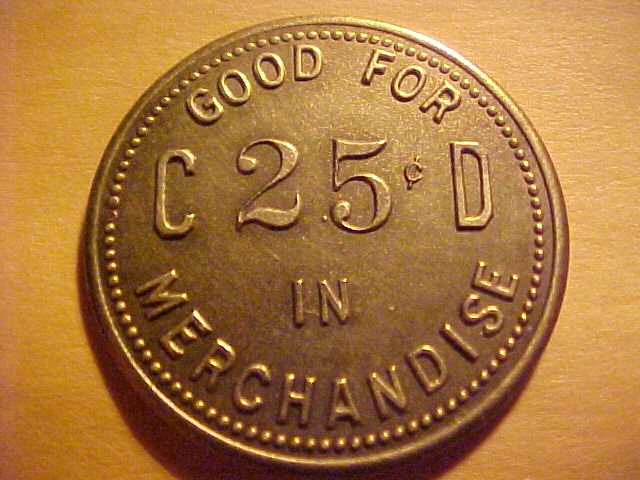 GOOD FOR
C 25¢ D
IN
MERCHANDISE